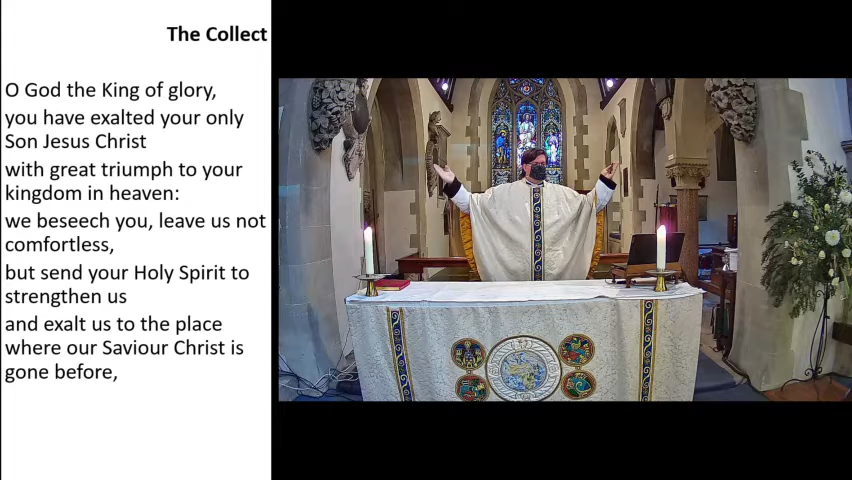 The Collect
O God the King of glory,
you have exalted your only
Son Jesus Christ
with great triumph to your
kingdom in heaven:
we beseech you, leave us not
comfortless,
but send your Holy Spirit to
strengthen us
and exalt us to the place
where our Saviour Christ is
gone before,